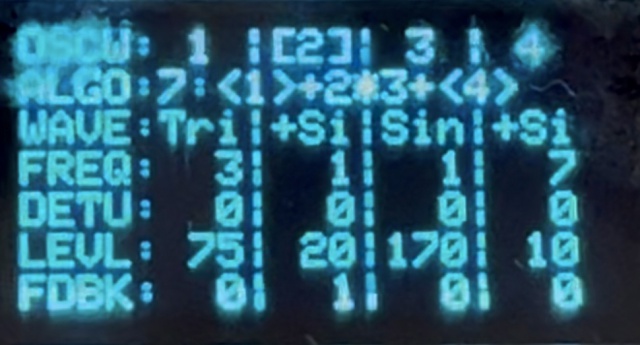 OSCW: 1 ¦[2]¦ 3 ¦ 4
ALGO:7:<1>+2*3+<4>
WAVE:Tri¦+Si¦Sin¦+Si
FREQ: 3¦ 1¦ 1¦ 7
DETU: 0¦ 0¦ 0¦ 0
LEVL: 75¦ 20¦170¦ 10
FDBK: 0¦ 1¦ 0¦ 0